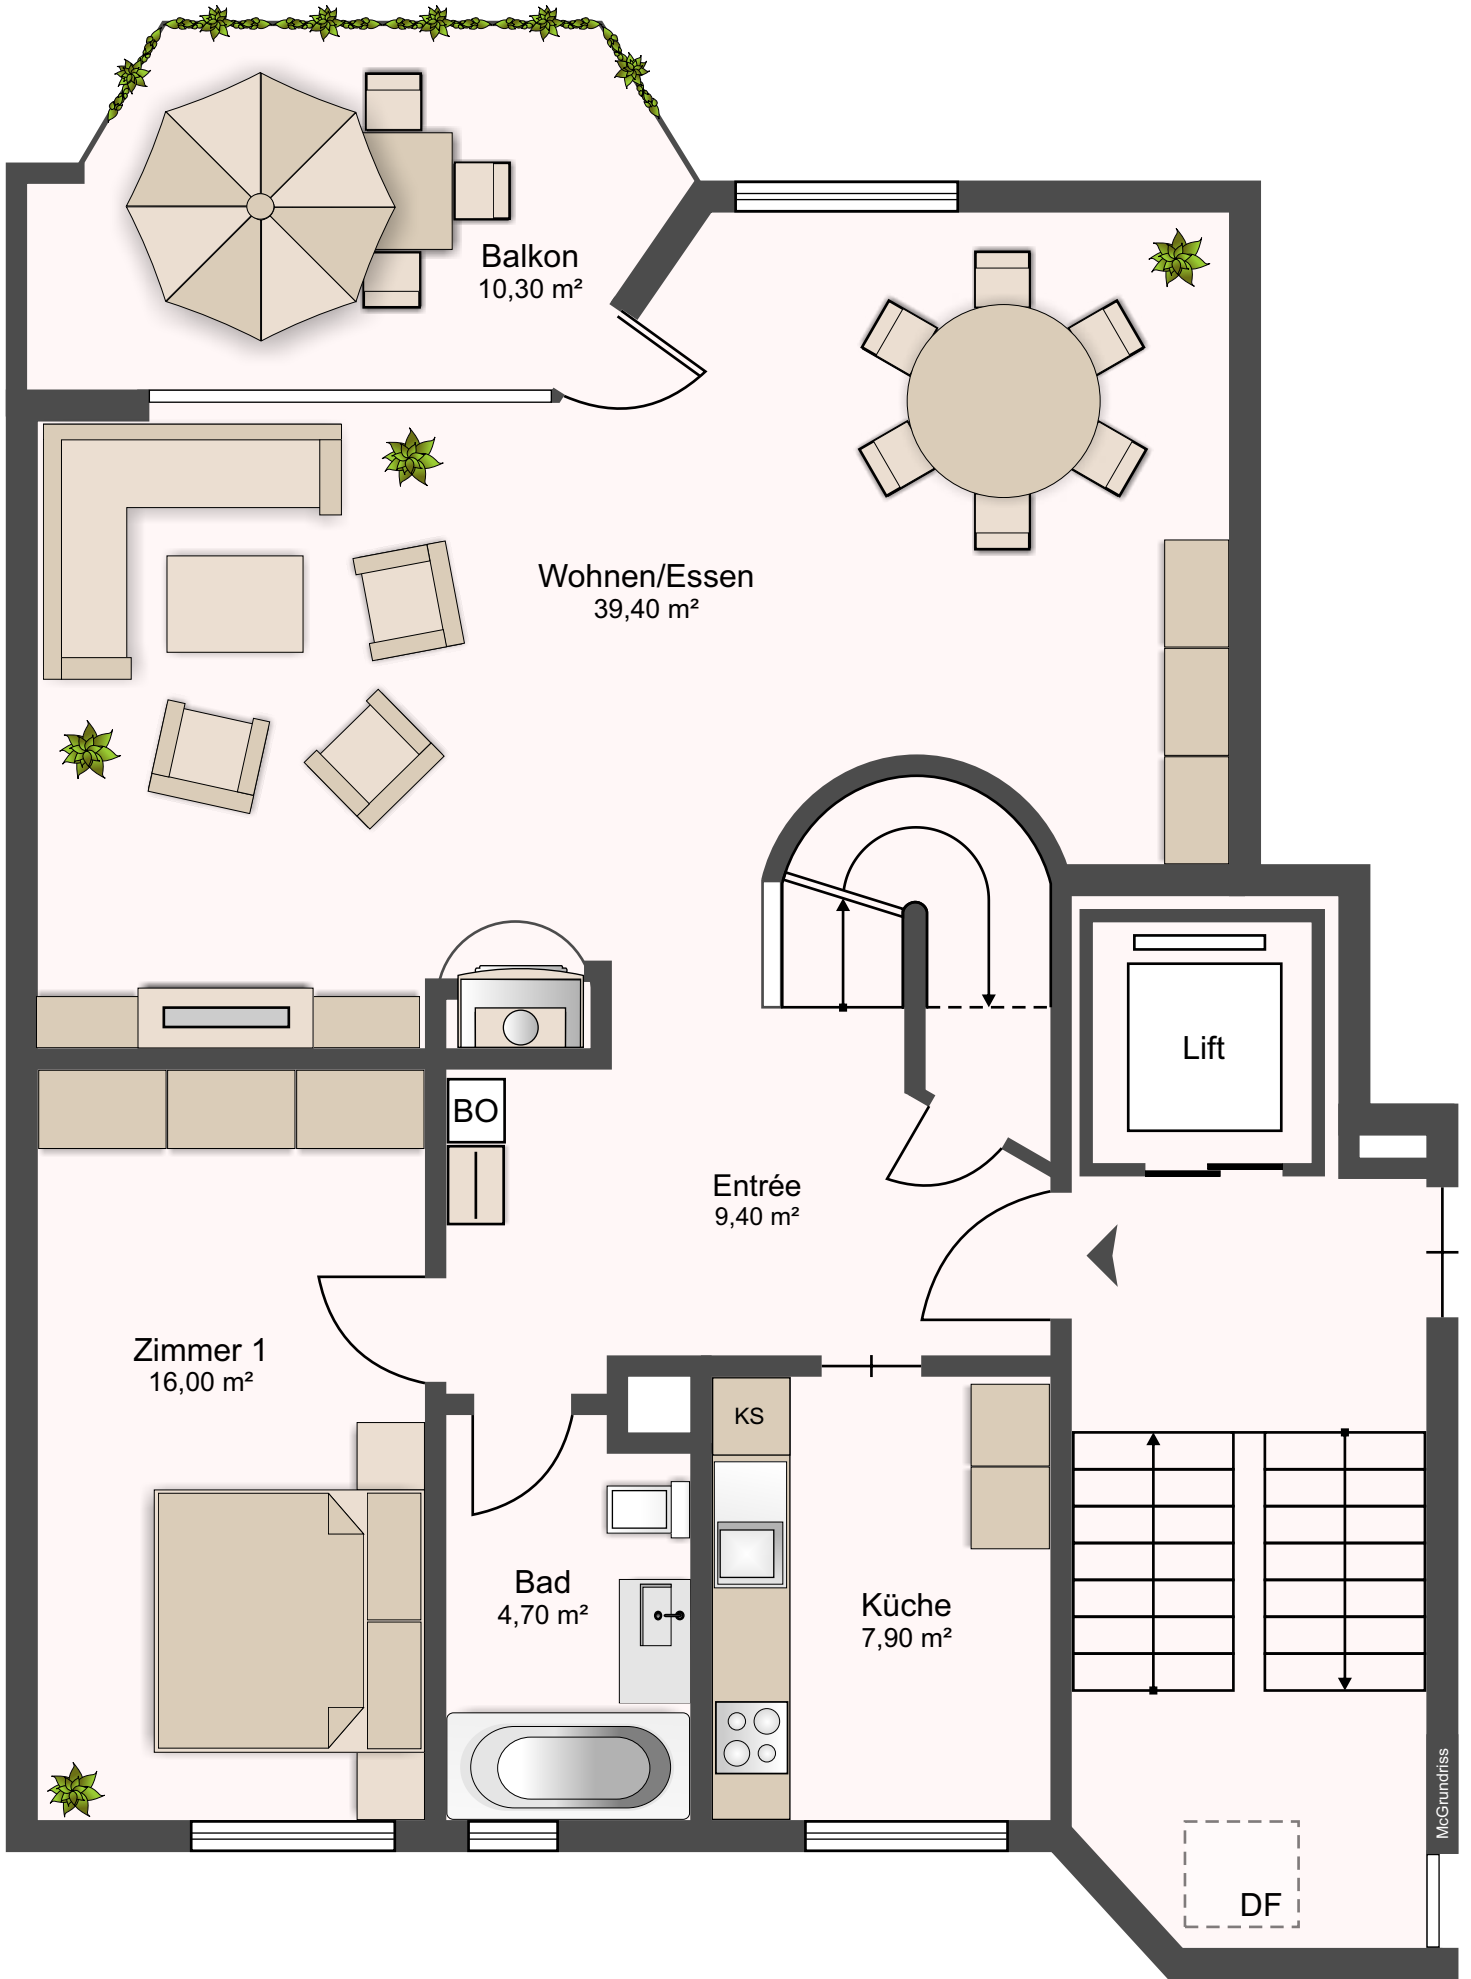 Balkon
10,30 m²
Wohnen/Essen
39,40 m²
Lift
BO
Entrée
9,40 m²
Zimmer 1
16,00 m²
KS
Bad
4,70 m²
Küche
7,90 m²
McGrundriss
DF